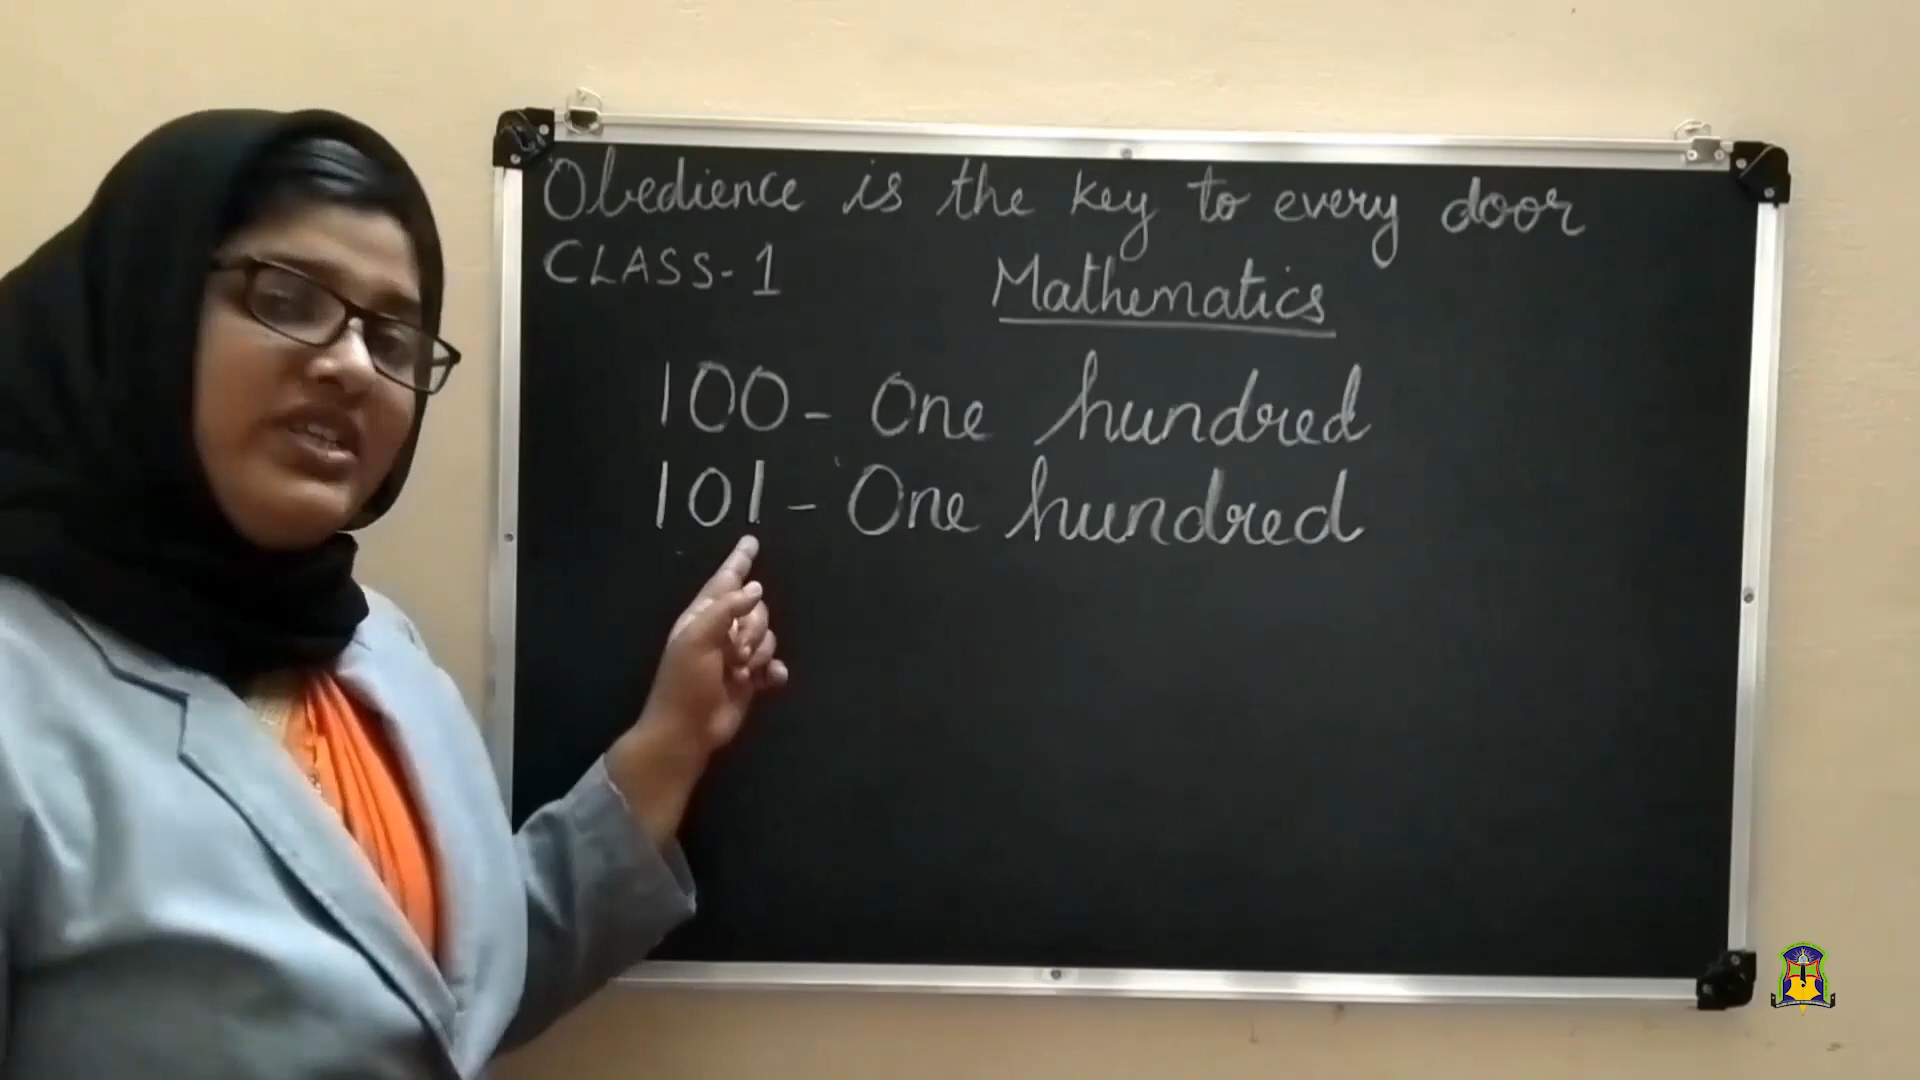 Obedience is the key to every door
CLASS-1 Mathematics
100 - One hundred
101 - One hundred